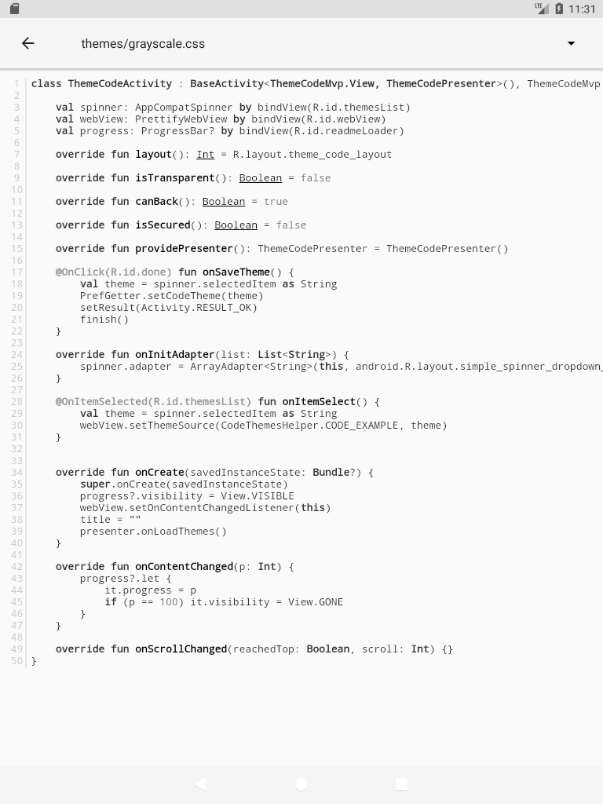 LTE 11:31
themes/grayscale.css
1 class ThemeCodeActivity : BaseActivity<ThemeCodeMvp.View, ThemeCodePresenter>(), ThemeCodeMvp
2
3 val spinner: AppCompatSpinner by bindView(R.id.themesList)
4 val webView: PrettifyWebView by bindView(R.id.webView)
5 val progress: ProgressBar? by bindView(R.id.readmeLoader)
6
7 override fun layout(): Int = R.layout.theme_code_layout
8
9 override fun isTransparent(): Boolean = false
10
11 override fun canBack(): Boolean = true
12
13 override fun isSecured(): Boolean = false
14
15 override fun providePresenter(): ThemeCodePresenter = ThemeCodePresenter()
16
17 @OnClick(R.id.done) fun onSaveTheme() {
18 val theme = spinner.selectedItem as String
19 PrefGetter.setCodeTheme(theme)
20 setResult(Activity.RESULT_OK)
21 finish()
22 }
23
24 override fun onInitAdapter(list: List<String>) {
25 spinner.adapter = ArrayAdapter<String>(this, android.R.layout.simple_spinner_dropdown_
26 }
27
28 @OnItemSelected(R.id.themesList) fun onItemSelect() {
29 val theme = spinner.selectedItem as String
30 webView.setThemeSource(CodeThemesHelper.CODE_EXAMPLE, theme)
31 }
32
33
34 override fun onCreate(savedInstanceState: Bundle?) {
35 super.onCreate(savedInstanceState)
36 progress?.visibility = View.VISIBLE
37 webView.setOnContentChangedListener(this)
38 title = ""
39 presenter.onLoadThemes()
40 }
41
42 override fun onContentChanged(p: Int) {
43 progress?.let {
44 it.progress = p
45 if (p == 100) it.visibility = View.GONE
46 }
47 }
48
49 override fun onScrollChanged(reachedTop: Boolean, scroll: Int) {}
50 }